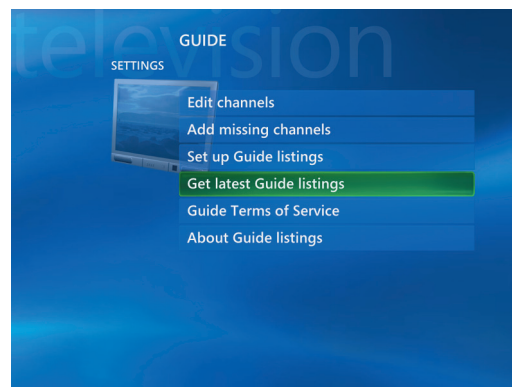 television
GUIDE
SETTINGS
Edit channels
Add missing channels
Set up Guide listings
Get latest Guide listings
Guide Terms of Service
About Guide listings